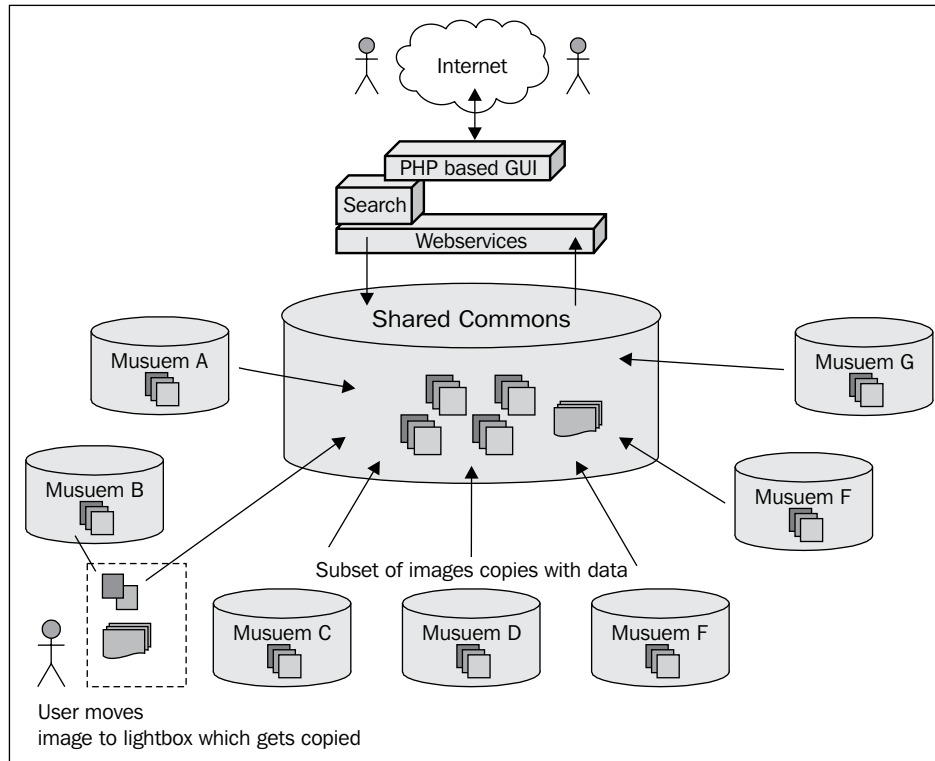 Internet
PHP based GUI
Search
Webservices
Shared Commons
Musuem A
Musuem G
Musuem B
Musuem F
Subset of images copies with data
Musuem C
Musuem D
Musuem F
User moves
image to lightbox which gets copied